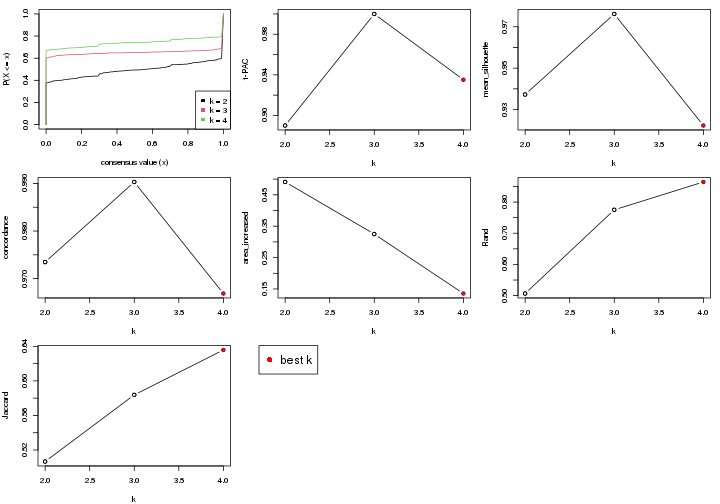 P(X <= x)
1.0
0.8
0.6
0.4
0.2
0.0
k = 2
k = 3
k = 4
0.0 0.2 0.4 0.6 0.8 1.0
consensus value (x)
1-PAC
0.98
0.94
0.90
2.0 2.5 3.0 3.5 4.0
k
mean_silhouette
0.97
0.95
0.93
2.0 2.5 3.0 3.5 4.0
k
concordance
0.990
0.980
0.970
2.0 2.5 3.0 3.5 4.0
k
area_increased
0.45
0.35
0.25
0.15
2.0 2.5 3.0 3.5 4.0
k
Rand
0.80
0.70
0.60
0.50
2.0 2.5 3.0 3.5 4.0
k
Jaccard
0.64
0.60
0.56
0.52
2.0 2.5 3.0 3.5 4.0
k
best k